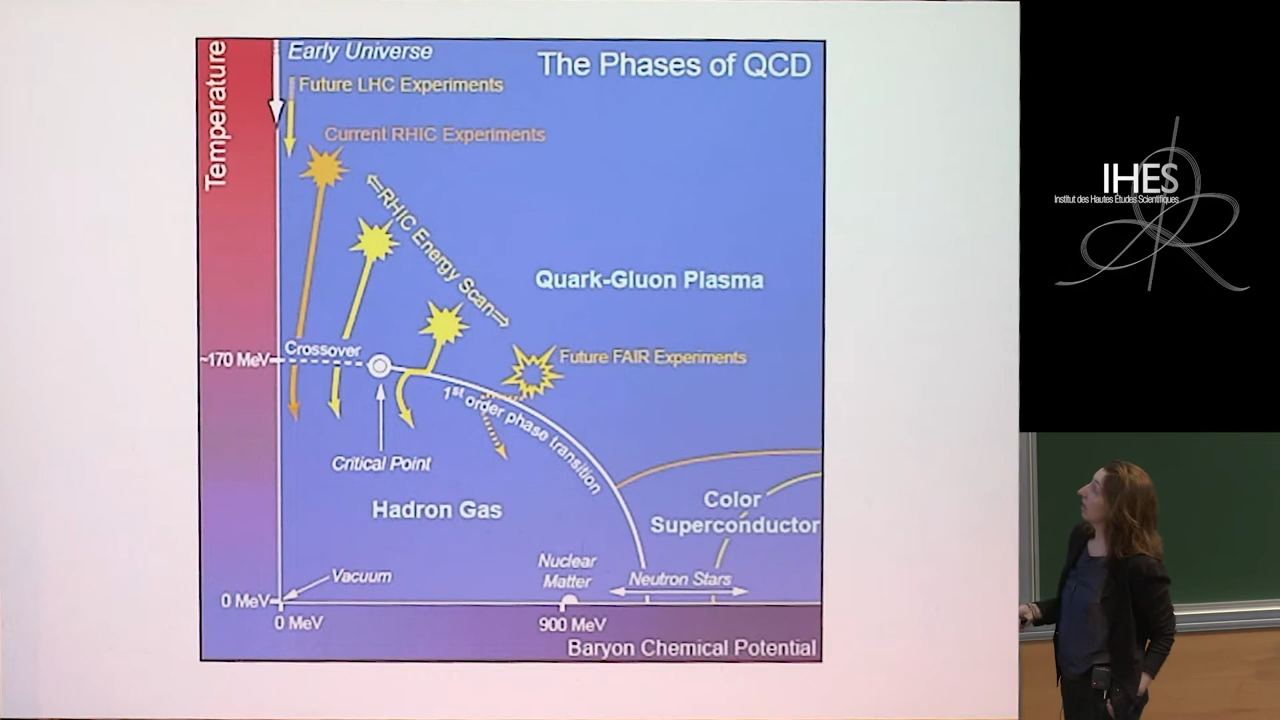 Temperature
Early Universe
The Phases of QCD
Future LHC Experiments
Current RHIC Experiments
⇐RHIC Energy Scan⇒
Quark-Gluon Plasma
~170 MeV
Crossover
Future FAIR Experiments
1st order phase transition
Critical Point
Hadron Gas
Color
Superconductor
Nuclear
Matter
Neutron Stars
Vacuum
0 MeV
0 MeV
900 MeV
Baryon Chemical Potential
IHES
Institut des Hautes Études Scientifiques